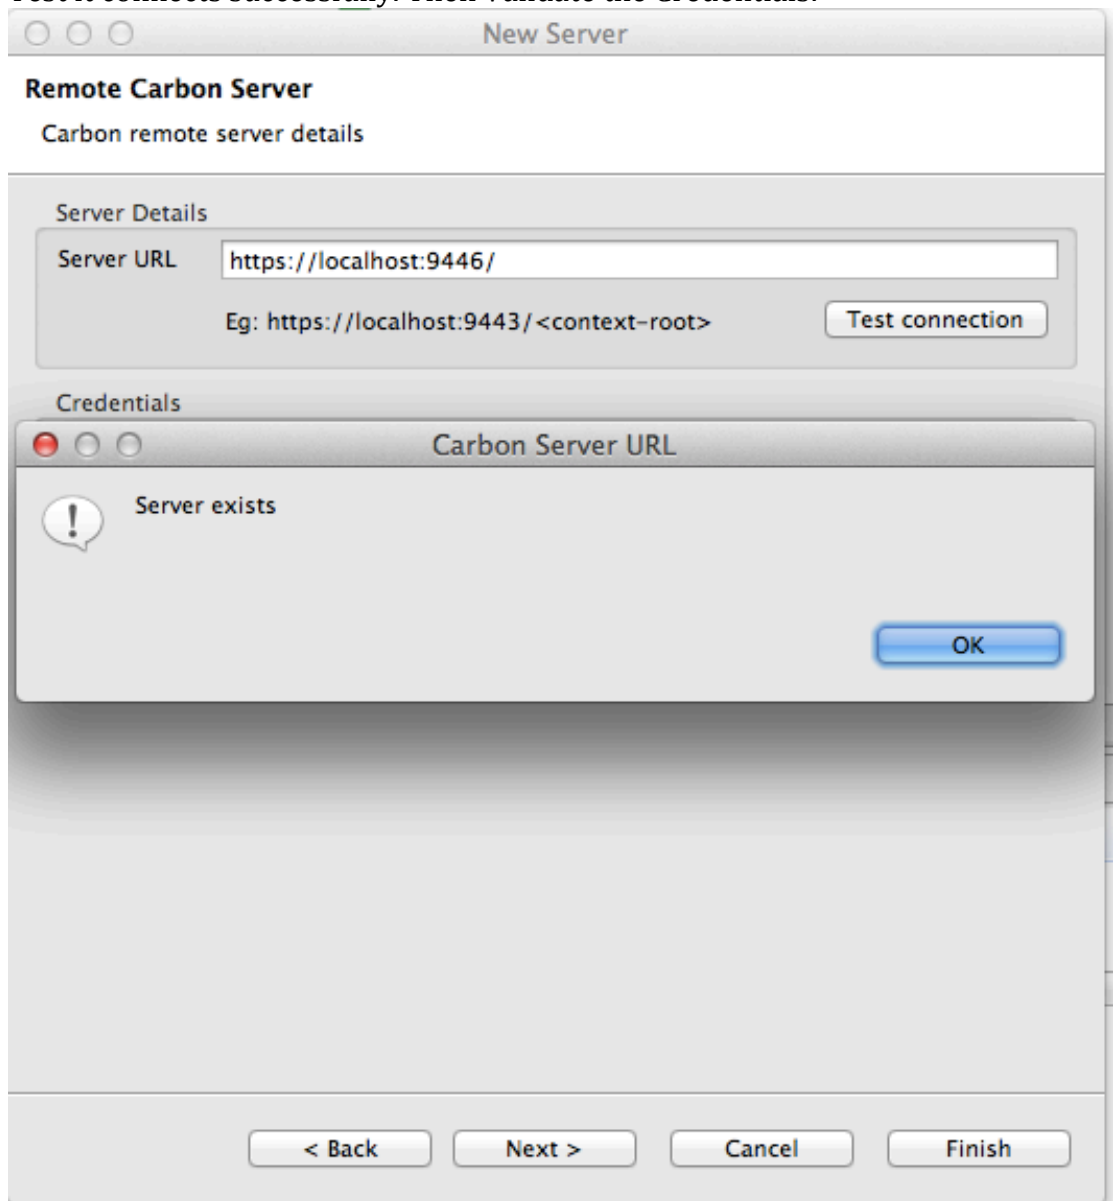 Test it connects successfully. Then Validate the Credentials.
New Server
Remote Carbon Server
Carbon remote server details
Server Details
Server URL https://localhost:9446/
Eg: https://localhost:9443/<context-root> Test connection
Credentials
Carbon Server URL
Server exists
OK
< Back Next > Cancel Finish